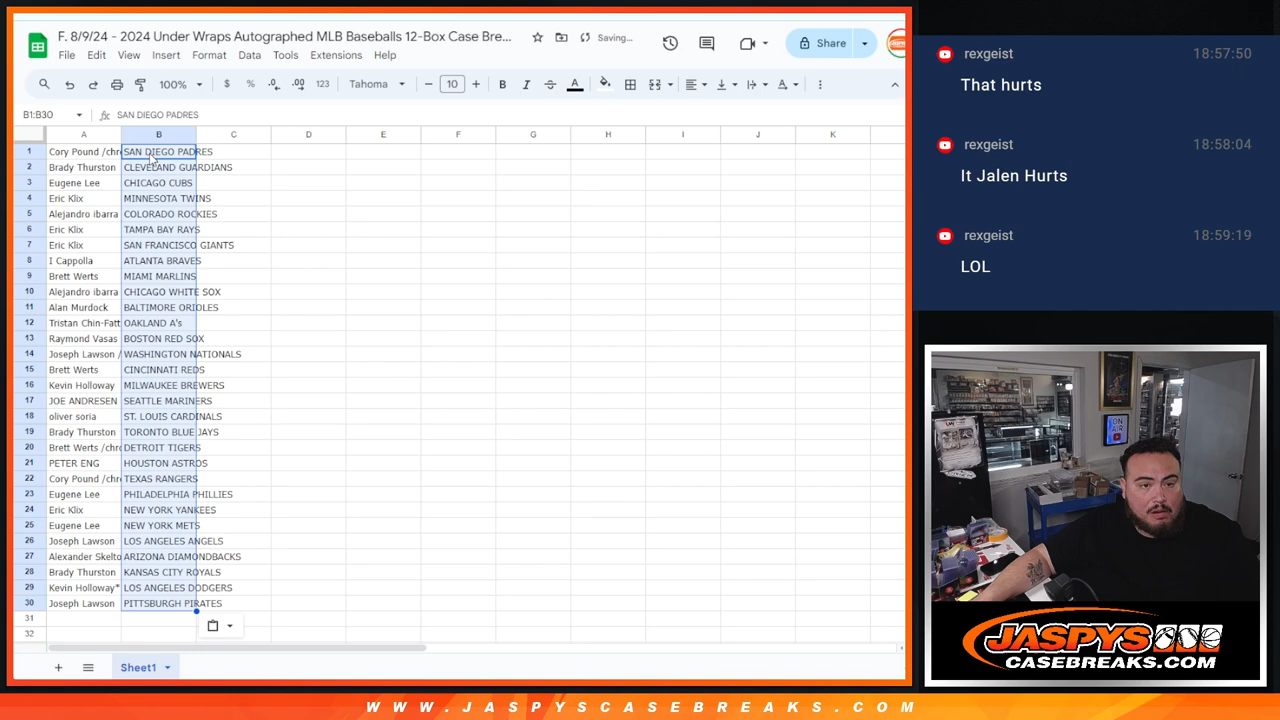 F. 8/9/24 - 2024 Under Wraps Autographed MLB Baseballs 12-Box Case Bre...
Saving...
Share
File Edit View Insert Format Data Tools Extensions Help
100% $ % .0 .00 123 Tahoma 10 B I A
B1:B30 fx SAN DIEGO PADRES
A B C D E F G H I J K
1 Cory Pound /chr SAN DIEGO PADRES
2 Brady Thurston CLEVELAND GUARDIANS
3 Eugene Lee CHICAGO CUBS
4 Eric Klix MINNESOTA TWINS
5 Alejandro ibarra COLORADO ROCKIES
6 Eric Klix TAMPA BAY RAYS
7 Eric Klix SAN FRANCISCO GIANTS
8 I Cappolla ATLANTA BRAVES
9 Brett Werts MIAMI MARLINS
10 Alejandro ibarra CHICAGO WHITE SOX
11 Alan Murdock BALTIMORE ORIOLES
12 Tristan Chin-Fatt OAKLAND A's
13 Raymond Vasas BOSTON RED SOX
14 Joseph Lawson / WASHINGTON NATIONALS
15 Brett Werts CINCINNATI REDS
16 Kevin Holloway MILWAUKEE BREWERS
17 JOE ANDRESEN SEATTLE MARINERS
18 oliver soria ST. LOUIS CARDINALS
19 Brady Thurston TORONTO BLUE JAYS
20 Brett Werts /chr DETROIT TIGERS
21 PETER ENG HOUSTON ASTROS
22 Cory Pound /chr TEXAS RANGERS
23 Eugene Lee PHILADELPHIA PHILLIES
24 Eric Klix NEW YORK YANKEES
25 Eugene Lee NEW YORK METS
26 Joseph Lawson LOS ANGELES ANGELS
27 Alexander Skelto ARIZONA DIAMONDBACKS
28 Brady Thurston KANSAS CITY ROYALS
29 Kevin Holloway* LOS ANGELES DODGERS
30 Joseph Lawson PITTSBURGH PIRATES
31
32
Sheet1
rexgeist 18:57:50
That hurts
rexgeist 18:58:04
It Jalen Hurts
rexgeist 18:59:19
LOL
ON AIR
JASPYS
CASEBREAKS.COM
WWW.JASPYSCASEBREAKS.COM